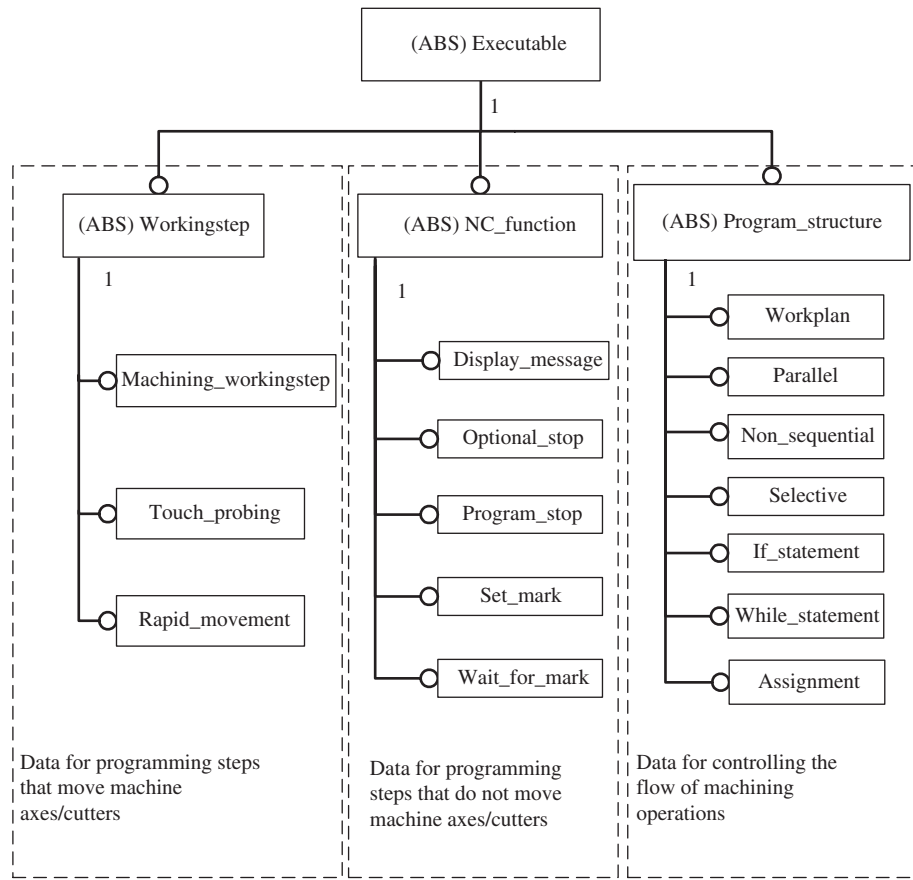 (ABS) Executable
1
(ABS) Workingstep
1
Machining_workingstep
Touch_probing
Rapid_movement
Data for programming steps
that move machine
axes/cutters
(ABS) NC_function
1
Display_message
Optional_stop
Program_stop
Set_mark
Wait_for_mark
Data for programming
steps that do not move
machine axes/cutters
(ABS) Program_structure
1
Workplan
Parallel
Non_sequential
Selective
If_statement
While_statement
Assignment
Data for controlling the
flow of machining
operations